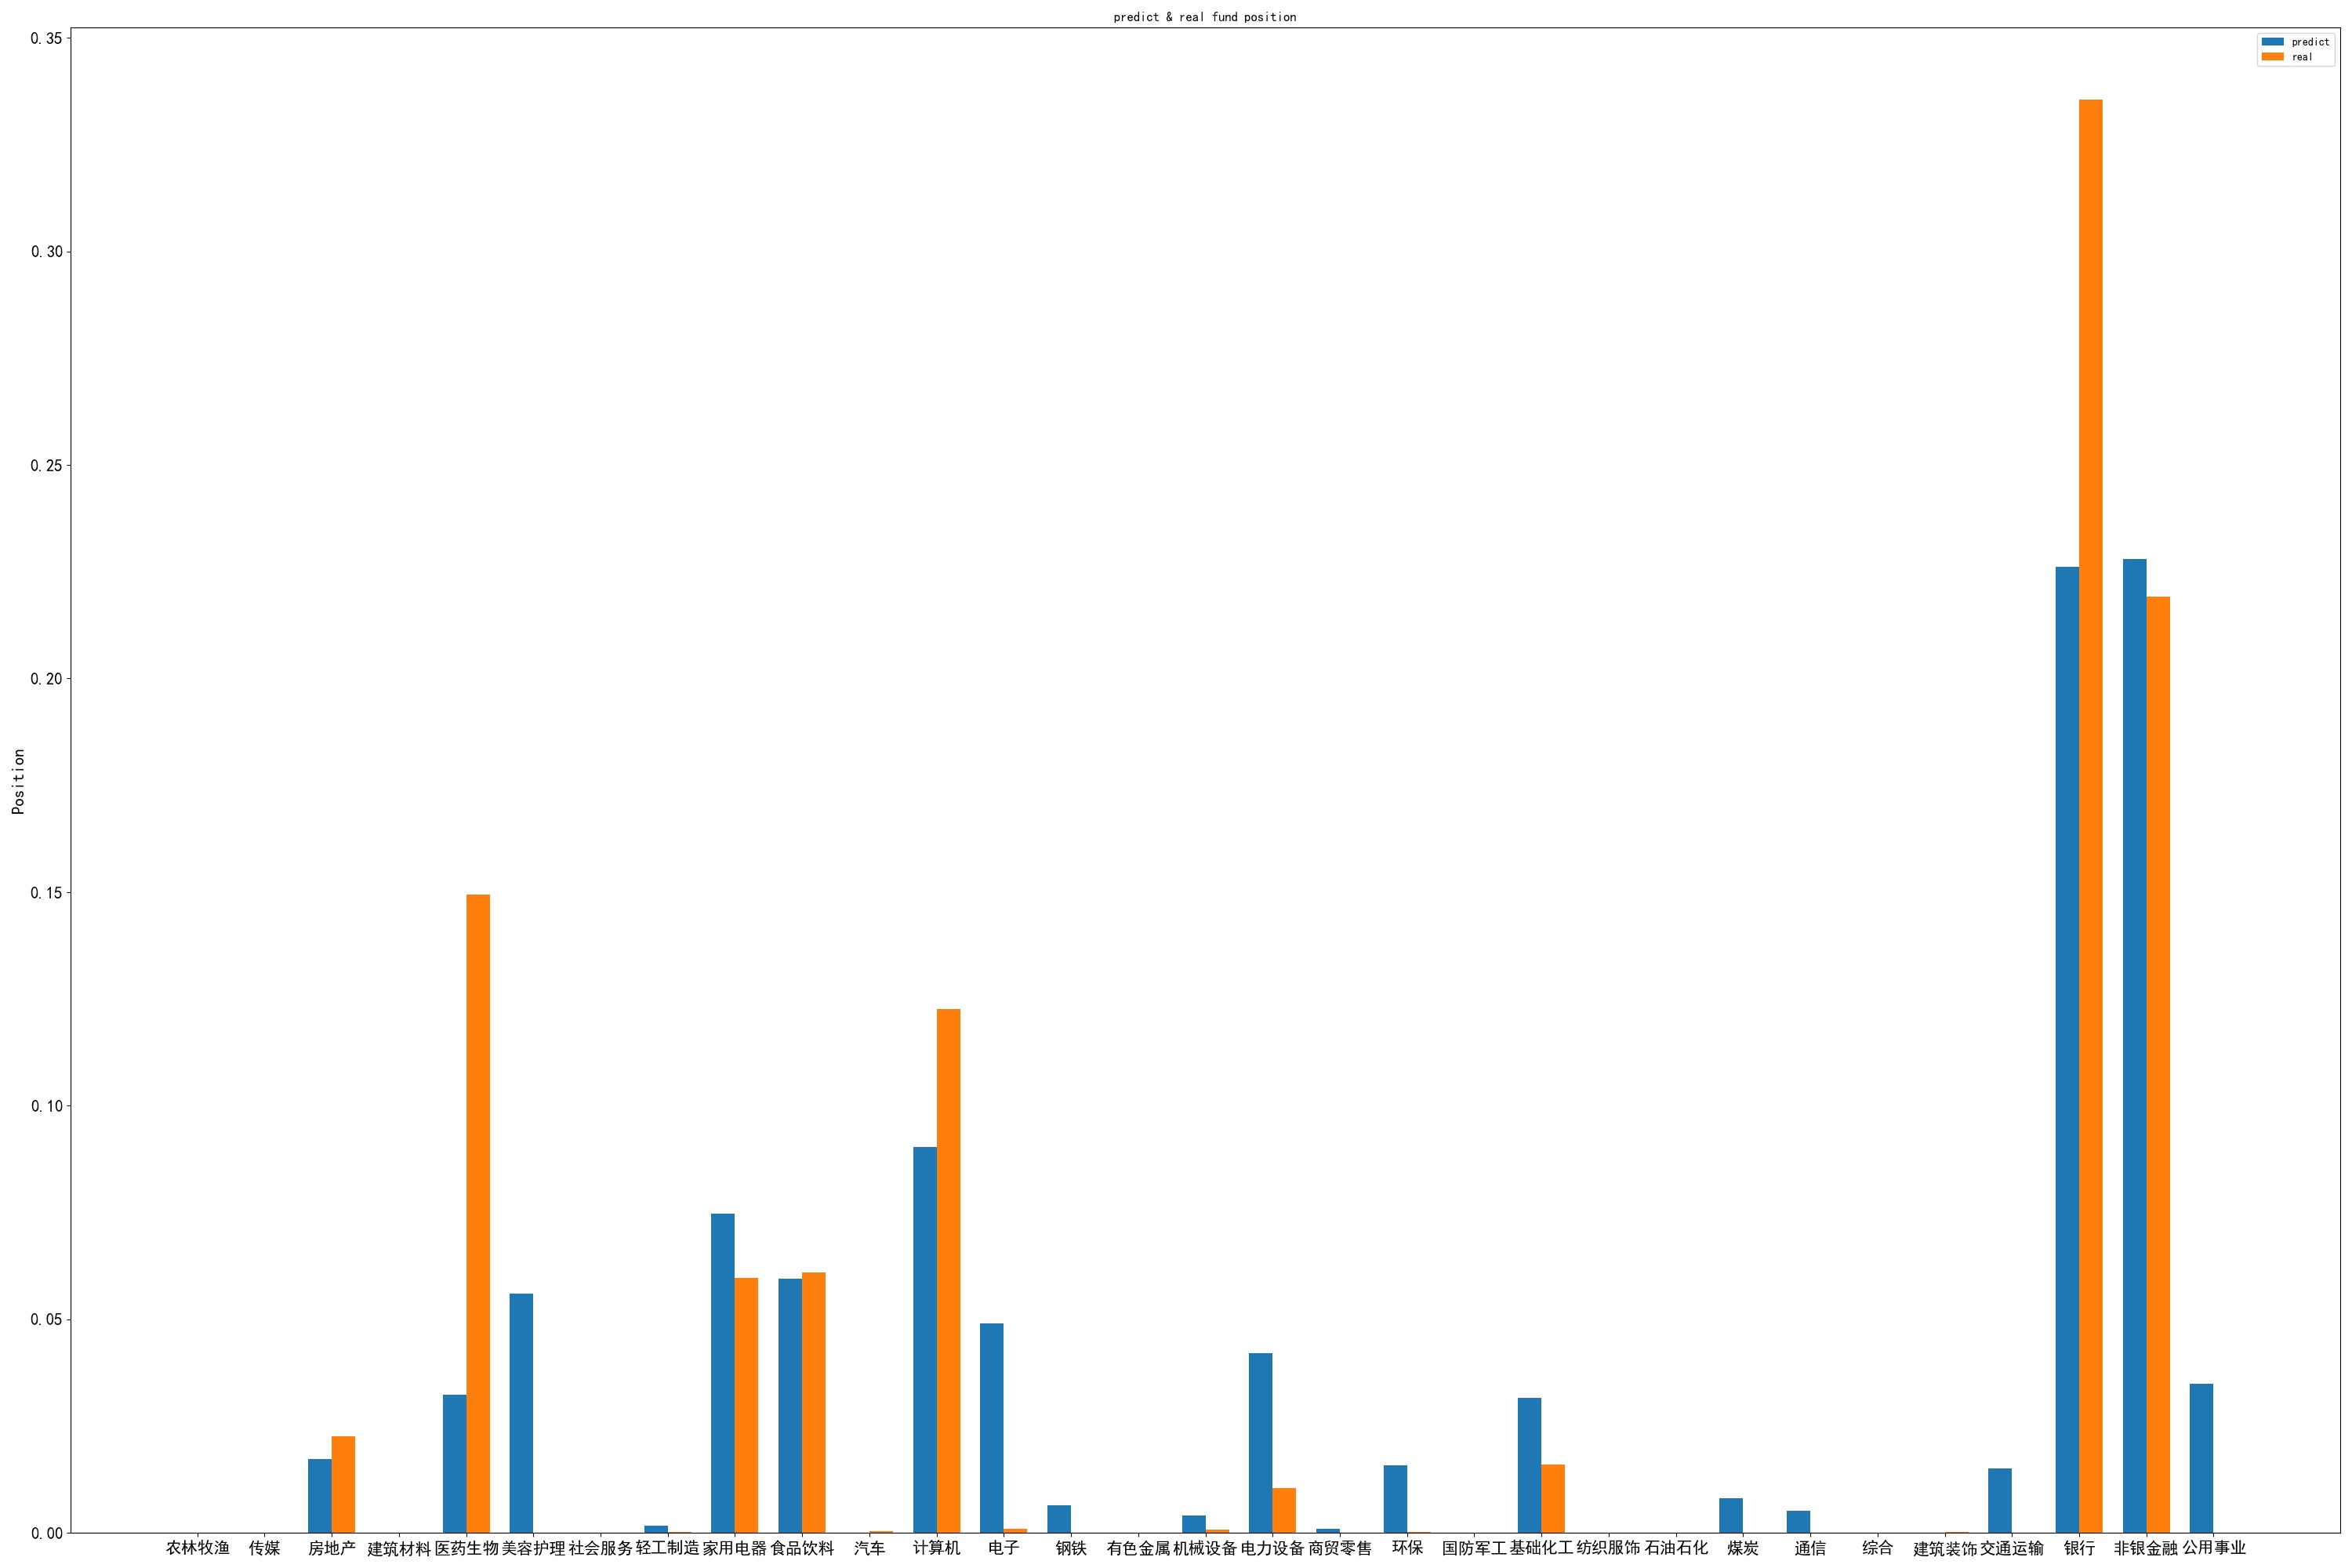 predict & real fund position
predict
real
0.35
0.30
0.25
0.20
0.15
0.10
0.05
0.00
Position
农林牧渔 传媒 房地产 建筑材料 医药生物 美容护理 社会服务 轻工制造 家用电器 食品饮料 汽车 计算机 电子 钢铁 有色金属 机械设备 电力设备 商贸零售 环保 国防军工 基础化工 纺织服饰 石油石化 煤炭 通信 综合 建筑装饰 交通运输 银行 非银金融 公用事业